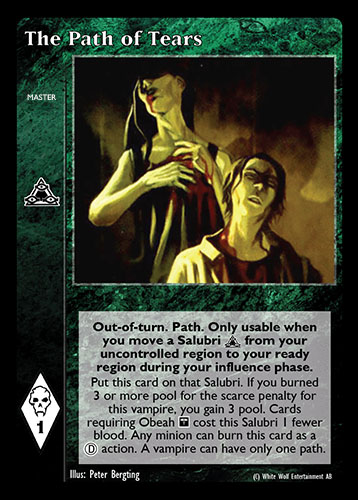 The Path of Tears
MASTER
Out-of-turn. Path. Only usable when
you move a Salubri from your
uncontrolled region to your ready
region during your influence phase.
Put this card on that Salubri. If you burned
3 or more pool for the scarce penalty for
this vampire, you gain 3 pool. Cards
requiring Obeah cost this Salubri 1 fewer
blood. Any minion can burn this card as a
D action. A vampire can have only one path.
1
Illus: Peter Bergting
(C) White Wolf Entertainment AB